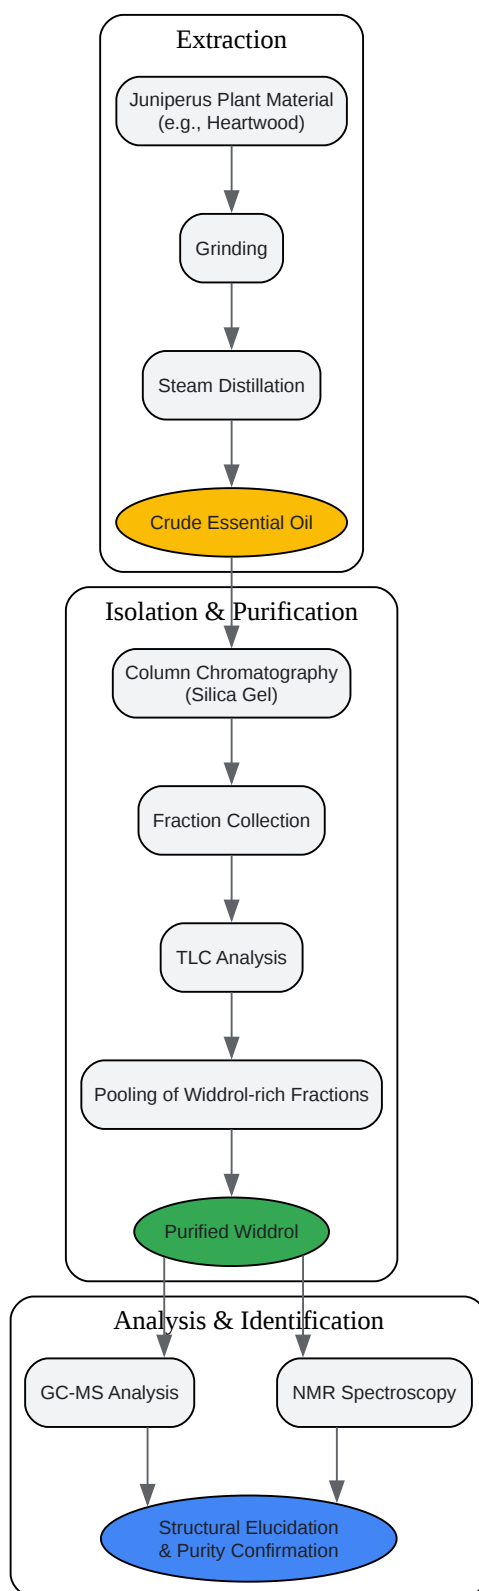 Extraction
Juniperus Plant Material
(e.g., Heartwood)
Grinding
Steam Distillation
Crude Essential Oil
Isolation & Purification
Column Chromatography
(Silica Gel)
Fraction Collection
TLC Analysis
Pooling of Widdrol-rich Fractions
Purified Widdrol
Analysis & Identification
GC-MS Analysis
NMR Spectroscopy
Structural Elucidation
& Purity Confirmation